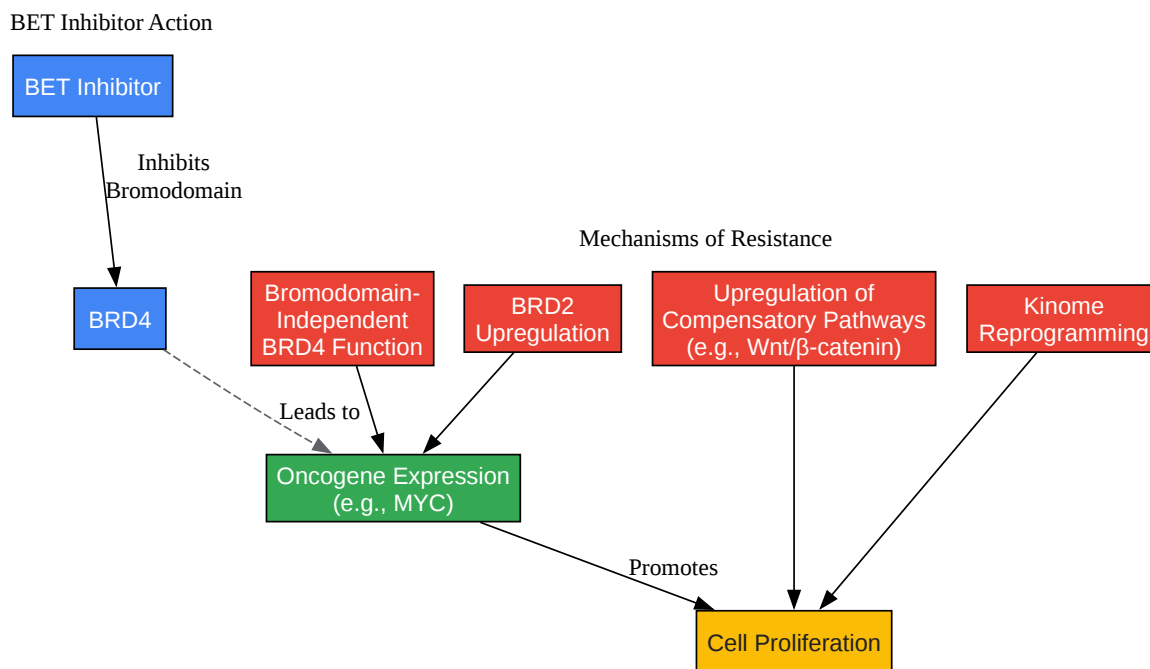 BET Inhibitor Action
BET Inhibitor
Inhibits
Bromodomain
Mechanisms of Resistance
BRD4
Bromodomain-
Independent
BRD4 Function
BRD2
Upregulation
Upregulation of
Compensatory Pathways
(e.g., Wnt/β-catenin)
Kinome
Reprogramming
Leads to
Oncogene Expression
(e.g., MYC)
Promotes
Cell Proliferation